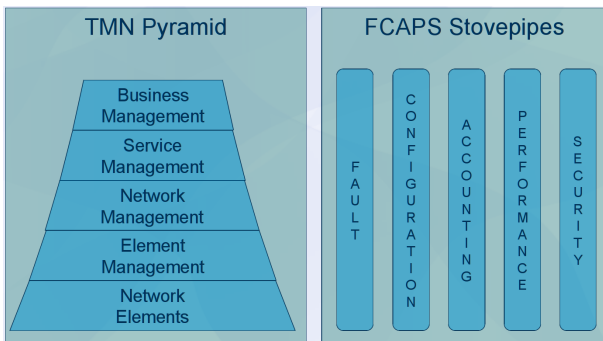 TMN Pyramid
Business
Management
Service
Management
Network
Management
Element
Management
Network
Elements
FCAPS Stovepipes
FAULT
CONFIGURATION
ACCOUNTING
PERFORMANCE
SECURITY